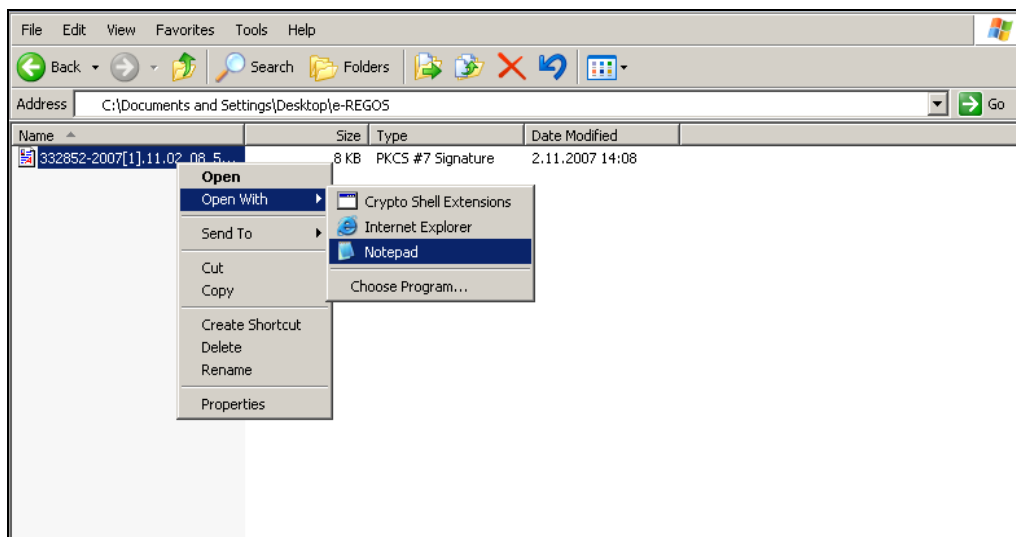 File Edit View Favorites Tools Help
Back Search Folders
Address C:\Documents and Settings\Desktop\e-REGOS Go
Name Size Type Date Modified
332852-2007[1].11.02_08_5... 8 KB PKCS #7 Signature 2.11.2007 14:08
Open
Open With
Send To
Cut
Copy
Create Shortcut
Delete
Rename
Properties
Crypto Shell Extensions
Internet Explorer
Notepad
Choose Program...